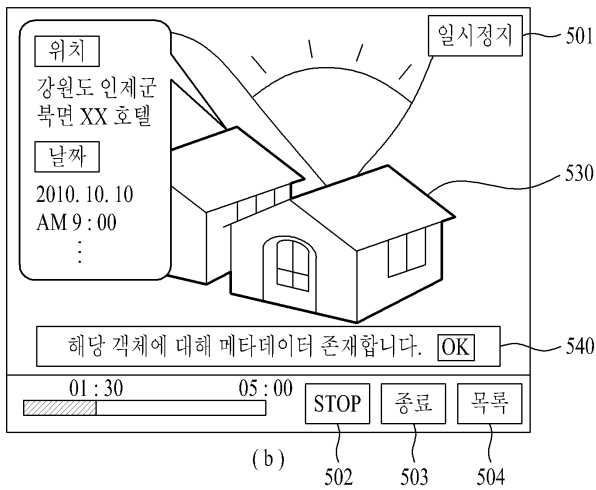 위치
강원도 인제군
북면 XX 호텔
날짜
2010. 10. 10
AM 9 : 00
⋮
일시정지
501
530
해당 객체에 대해 메타데이터 존재합니다. OK
540
01 : 30
05 : 00
STOP
종료
목록
(b)
502
503
504